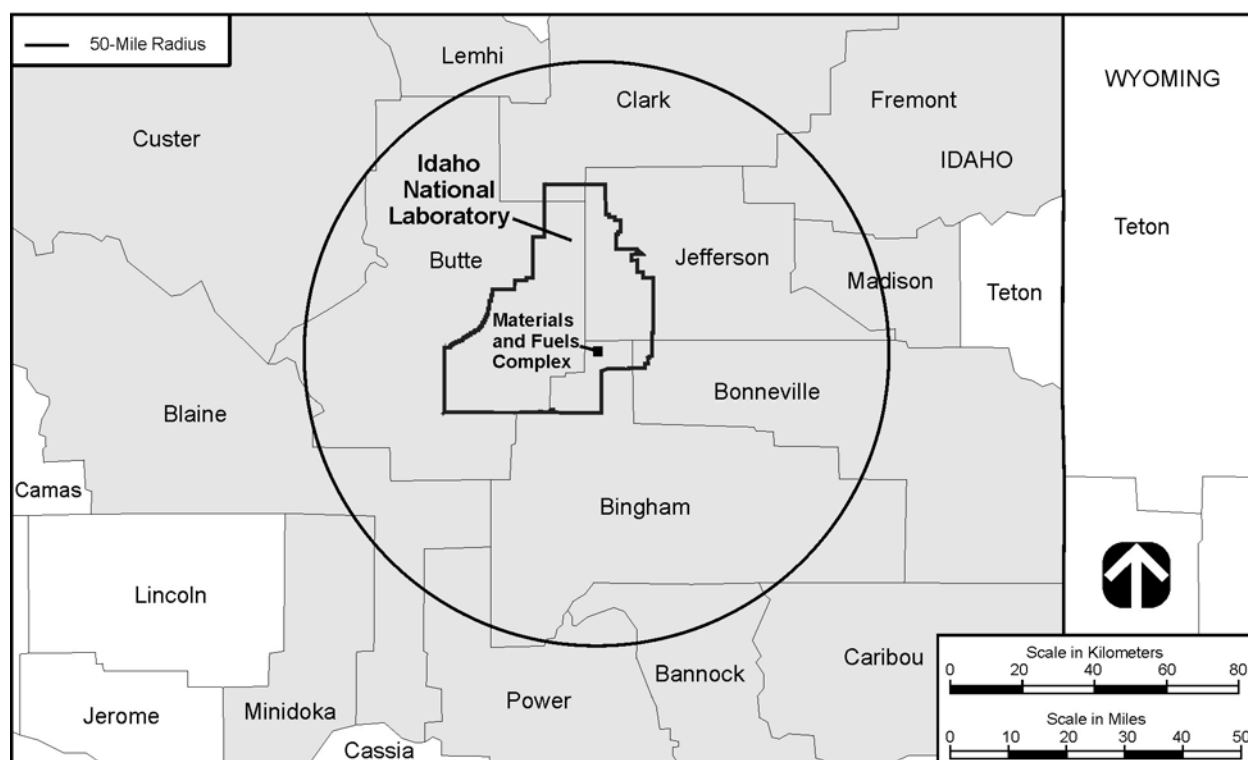 50-Mile Radius
Lemhi
Clark
Fremont
WYOMING
Custer
IDAHO
Idaho
National
Laboratory
Teton
Butte
Jefferson
Madison
Teton
Materials
and Fuels
Complex
Bonneville
Blaine
Camas
Bingham
Lincoln
Caribou
Bannock
Power
Jerome
Minidoka
Cassia
Scale in Kilometers
0 20 40 60 80
Scale in Miles
0 10 20 30 40 50